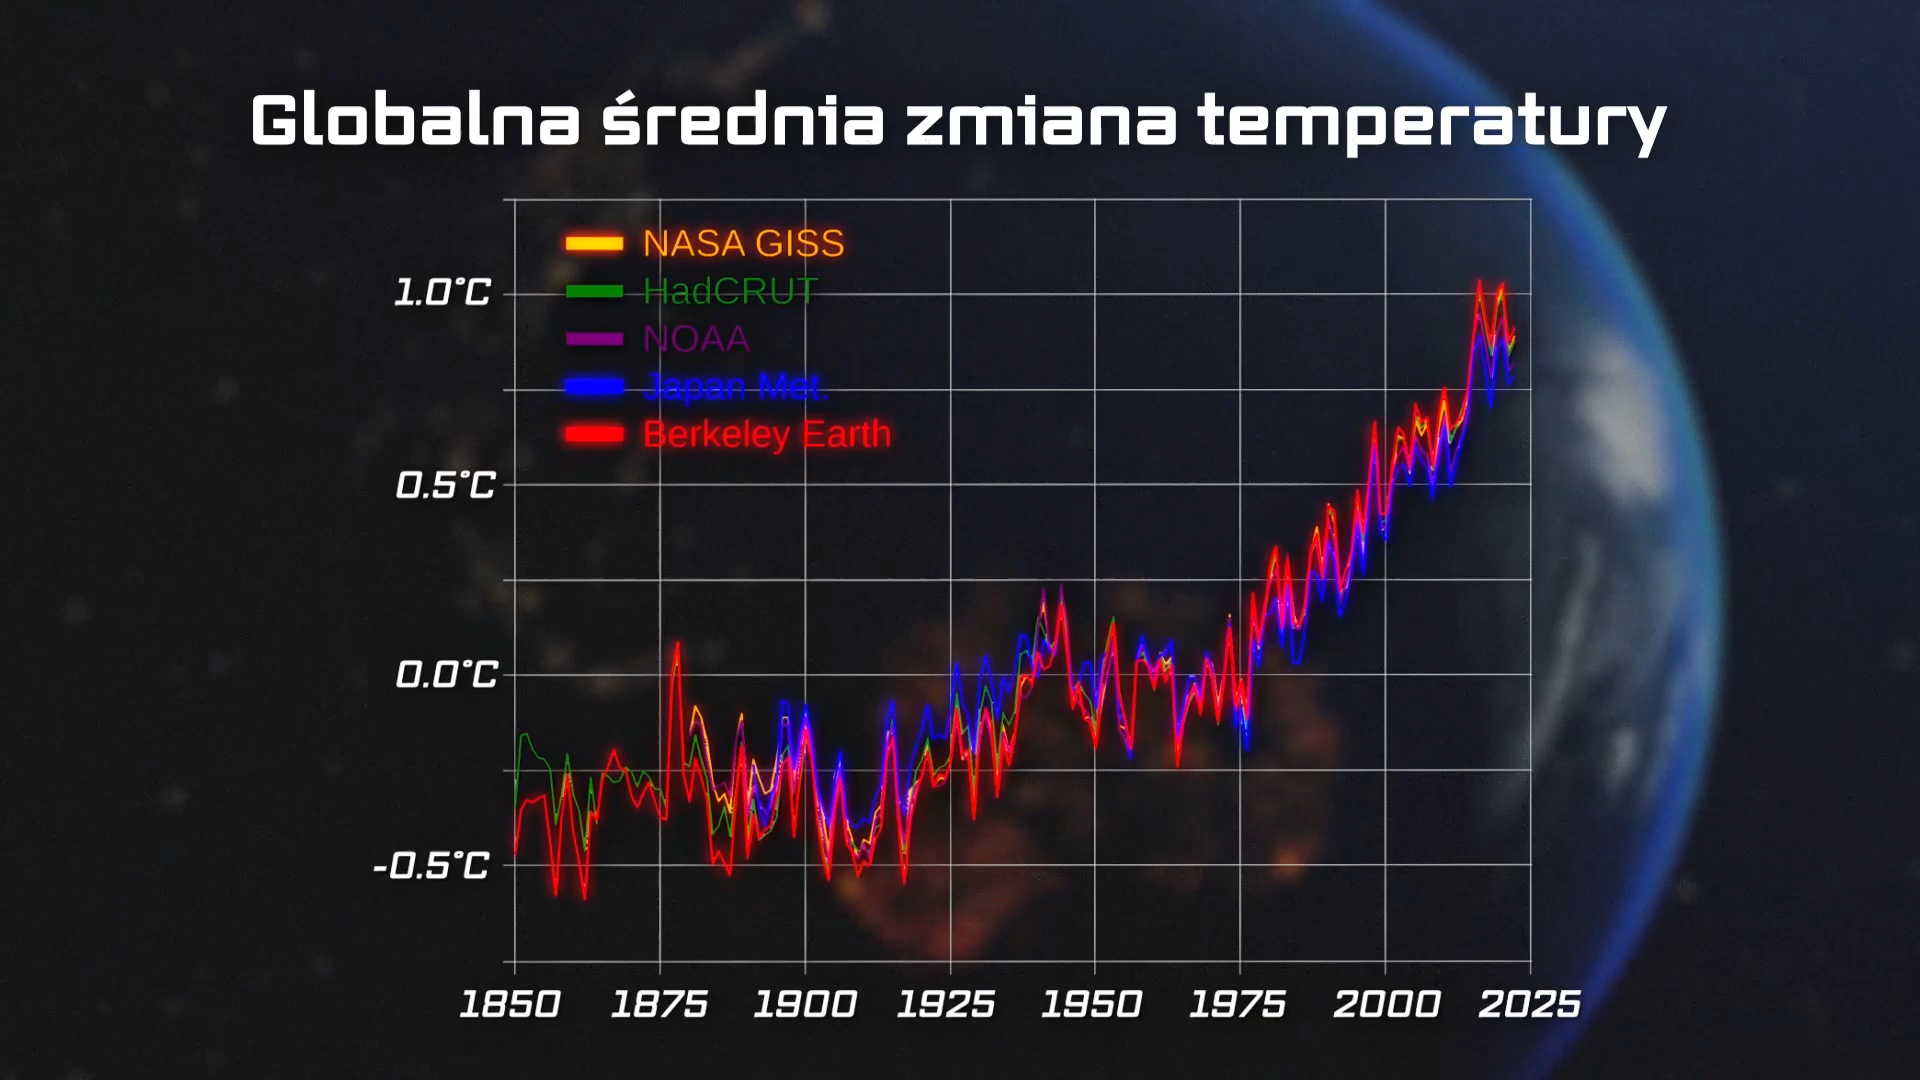 Globalna średnia zmiana temperatury
NASA GISS
HadCRUT
NOAA
Japan Met.
Berkeley Earth
1.0°C
0.5°C
0.0°C
-0.5°C
1850 1875 1900 1925 1950 1975 2000 2025